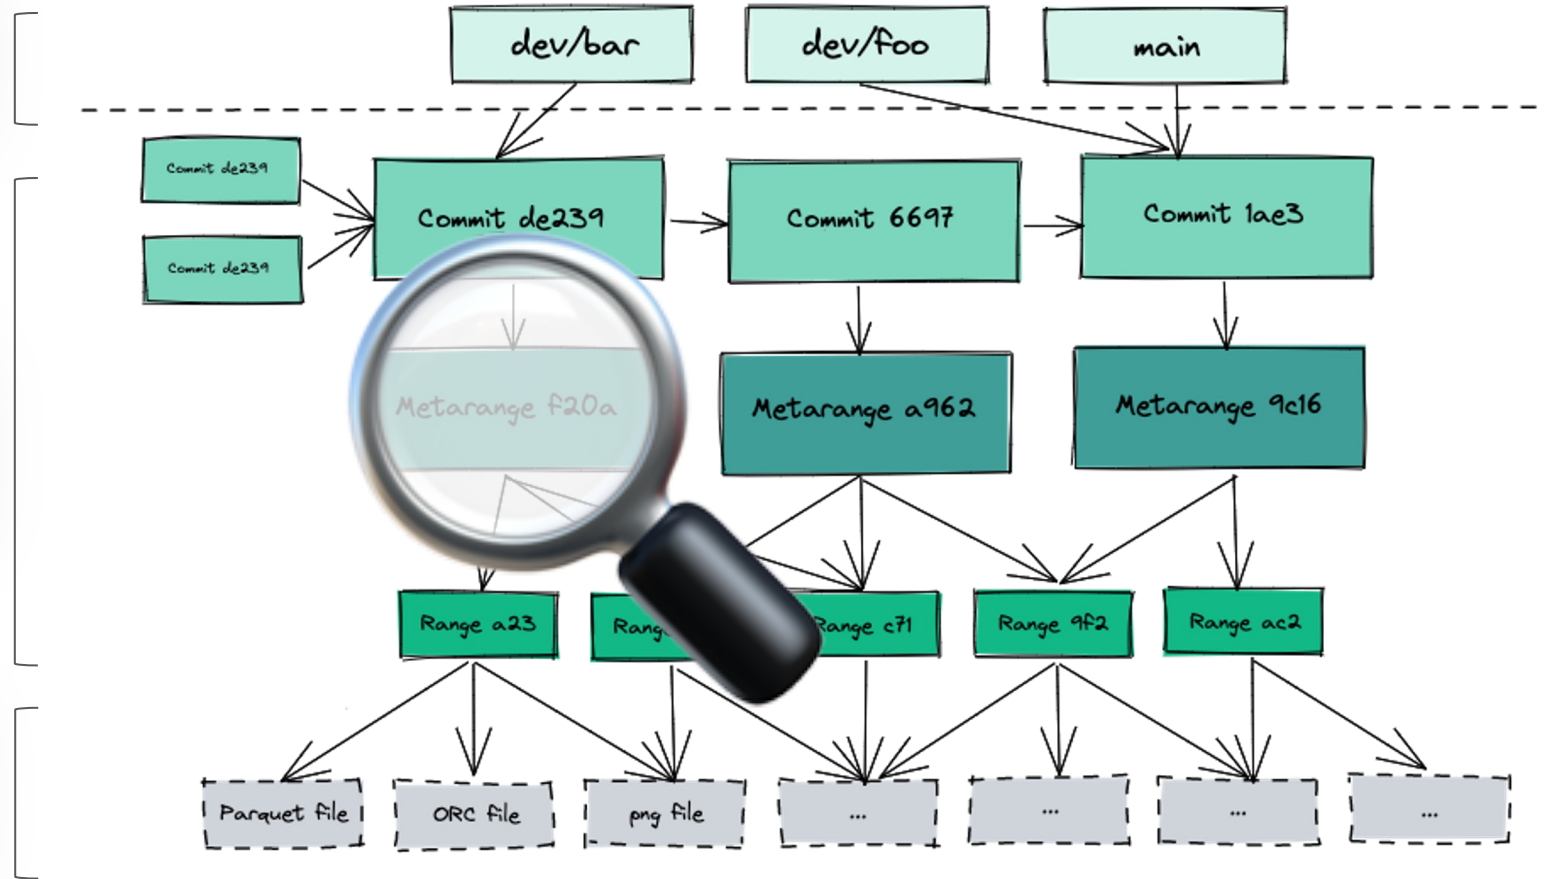 dev/bar
dev/foo
main
Commit de239
Commit de239
Commit 6697
Commit 1ae3
Commit de239
Metarange f20a
Metarange a962
Metarange 9c16
Range a23
Range c71
Range 9f2
Range ac2
Parquet file
ORC file
png file
...
...
...
...